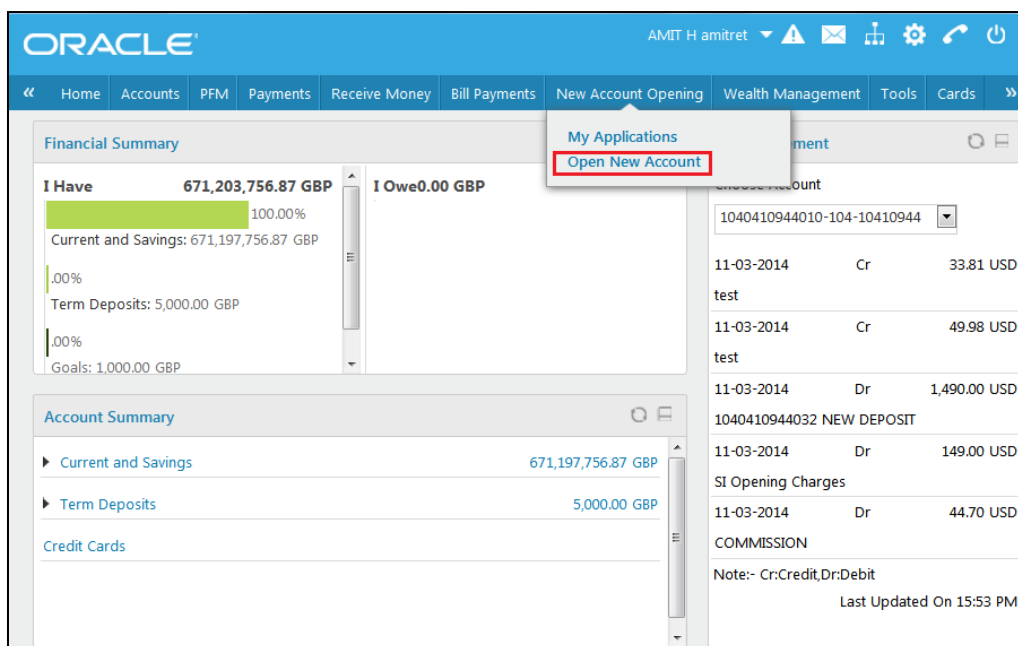 ORACLE
AMIT H amitret
« Home Accounts PFM Payments Receive Money Bill Payments New Account Opening Wealth Management Tools Cards »
My Applications
Open New Account
Financial Summary
I Have 671,203,756.87 GBP
100.00%
Current and Savings: 671,197,756.87 GBP
.00%
Term Deposits: 5,000.00 GBP
.00%
Goals: 1,000.00 GBP
I Owe0.00 GBP
Account Summary
Current and Savings 671,197,756.87 GBP
Term Deposits 5,000.00 GBP
Credit Cards
Account
1040410944010-104-10410944
11-03-2014 Cr 33.81 USD
test
11-03-2014 Cr 49.98 USD
test
11-03-2014 Dr 1,490.00 USD
1040410944032 NEW DEPOSIT
11-03-2014 Dr 149.00 USD
SI Opening Charges
11-03-2014 Dr 44.70 USD
COMMISSION
Note:- Cr:Credit,Dr:Debit
Last Updated On 15:53 PM